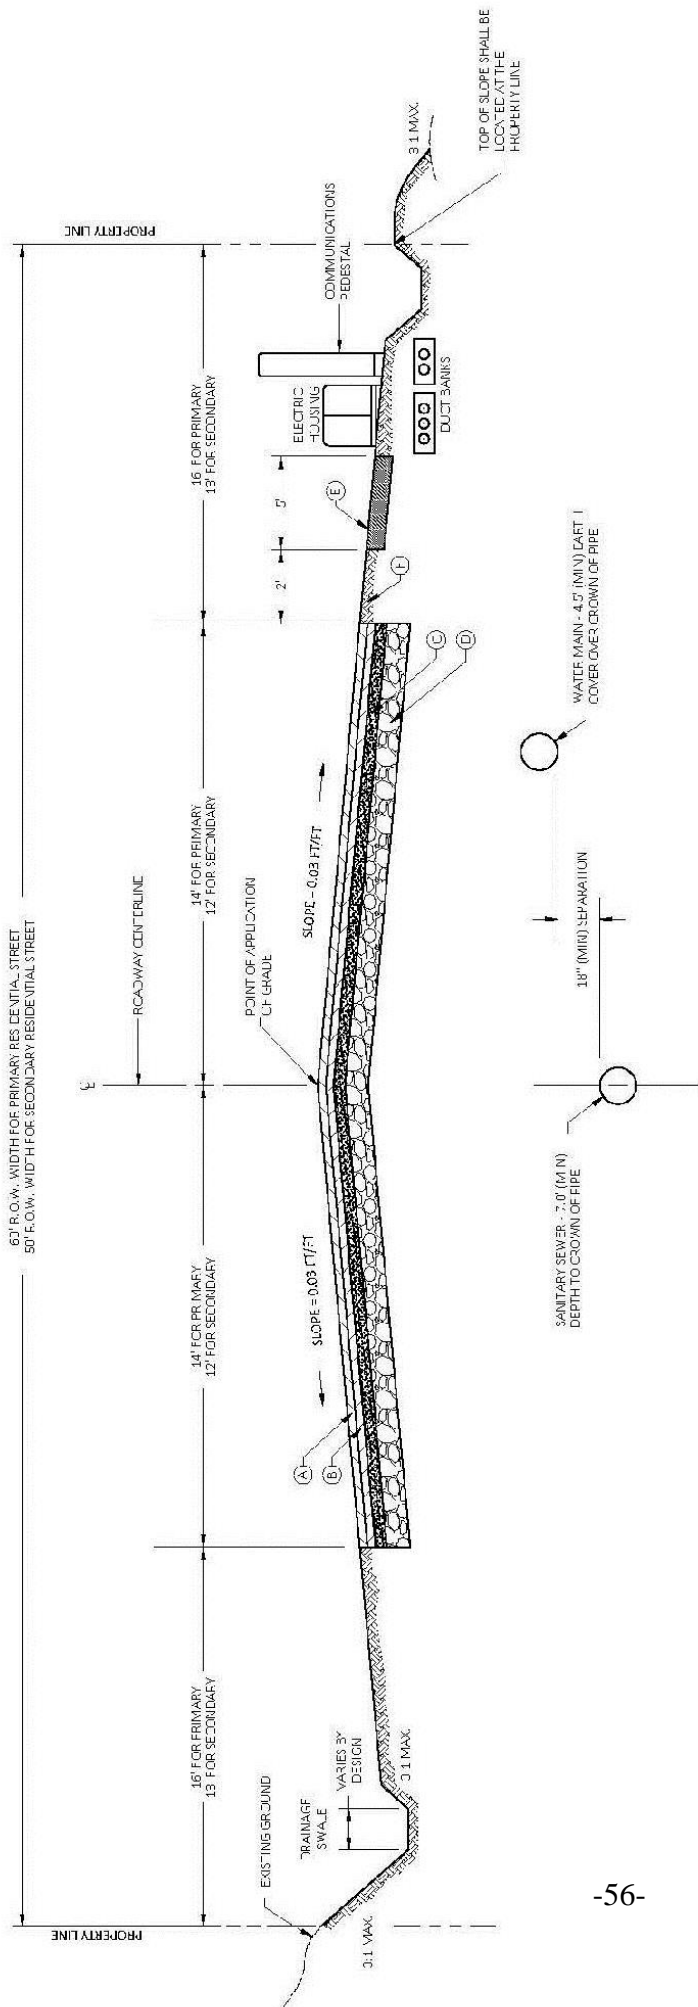 60' R.O.W. WIDTH FOR PRIMARY RESIDENTIAL STREET
50' R.O.W. WIDTH FOR SECONDARY RESIDENTIAL STREET
PROPERTY LINE
PROPERTY LINE
ROADWAY CENTERLINE
16' FOR PRIMARY
13' FOR SECONDARY
14' FOR PRIMARY
12' FOR SECONDARY
14' FOR PRIMARY
12' FOR SECONDARY
16' FOR PRIMARY
13' FOR SECONDARY
EXISTING GROUND
3:1 MAX.
DRAINAGE
SWALE
VARIES BY
DESIGN
3:1 MAX.
A
B
SLOPE = 0.03 FT/FT
POINT OF APPLICATION
OF GRADE
SLOPE = 0.03 FT/FT
2'
5'
E
F
C
D
ELECTRIC
HOUSING
COMMUNICATIONS
PEDESTAL
DUCT BANKS
3:1 MAX.
TOP OF SLOPE SHALL BE
LOCATED AT THE
PROPERTY LINE
SANITARY SEWER - 7.0' (MIN)
DEPTH TO CROWN OF PIPE
18" (MIN) SEPARATION
WATER MAIN - 4.5' (MIN) EARTH
COVER OVER CROWN OF PIPE
-56-